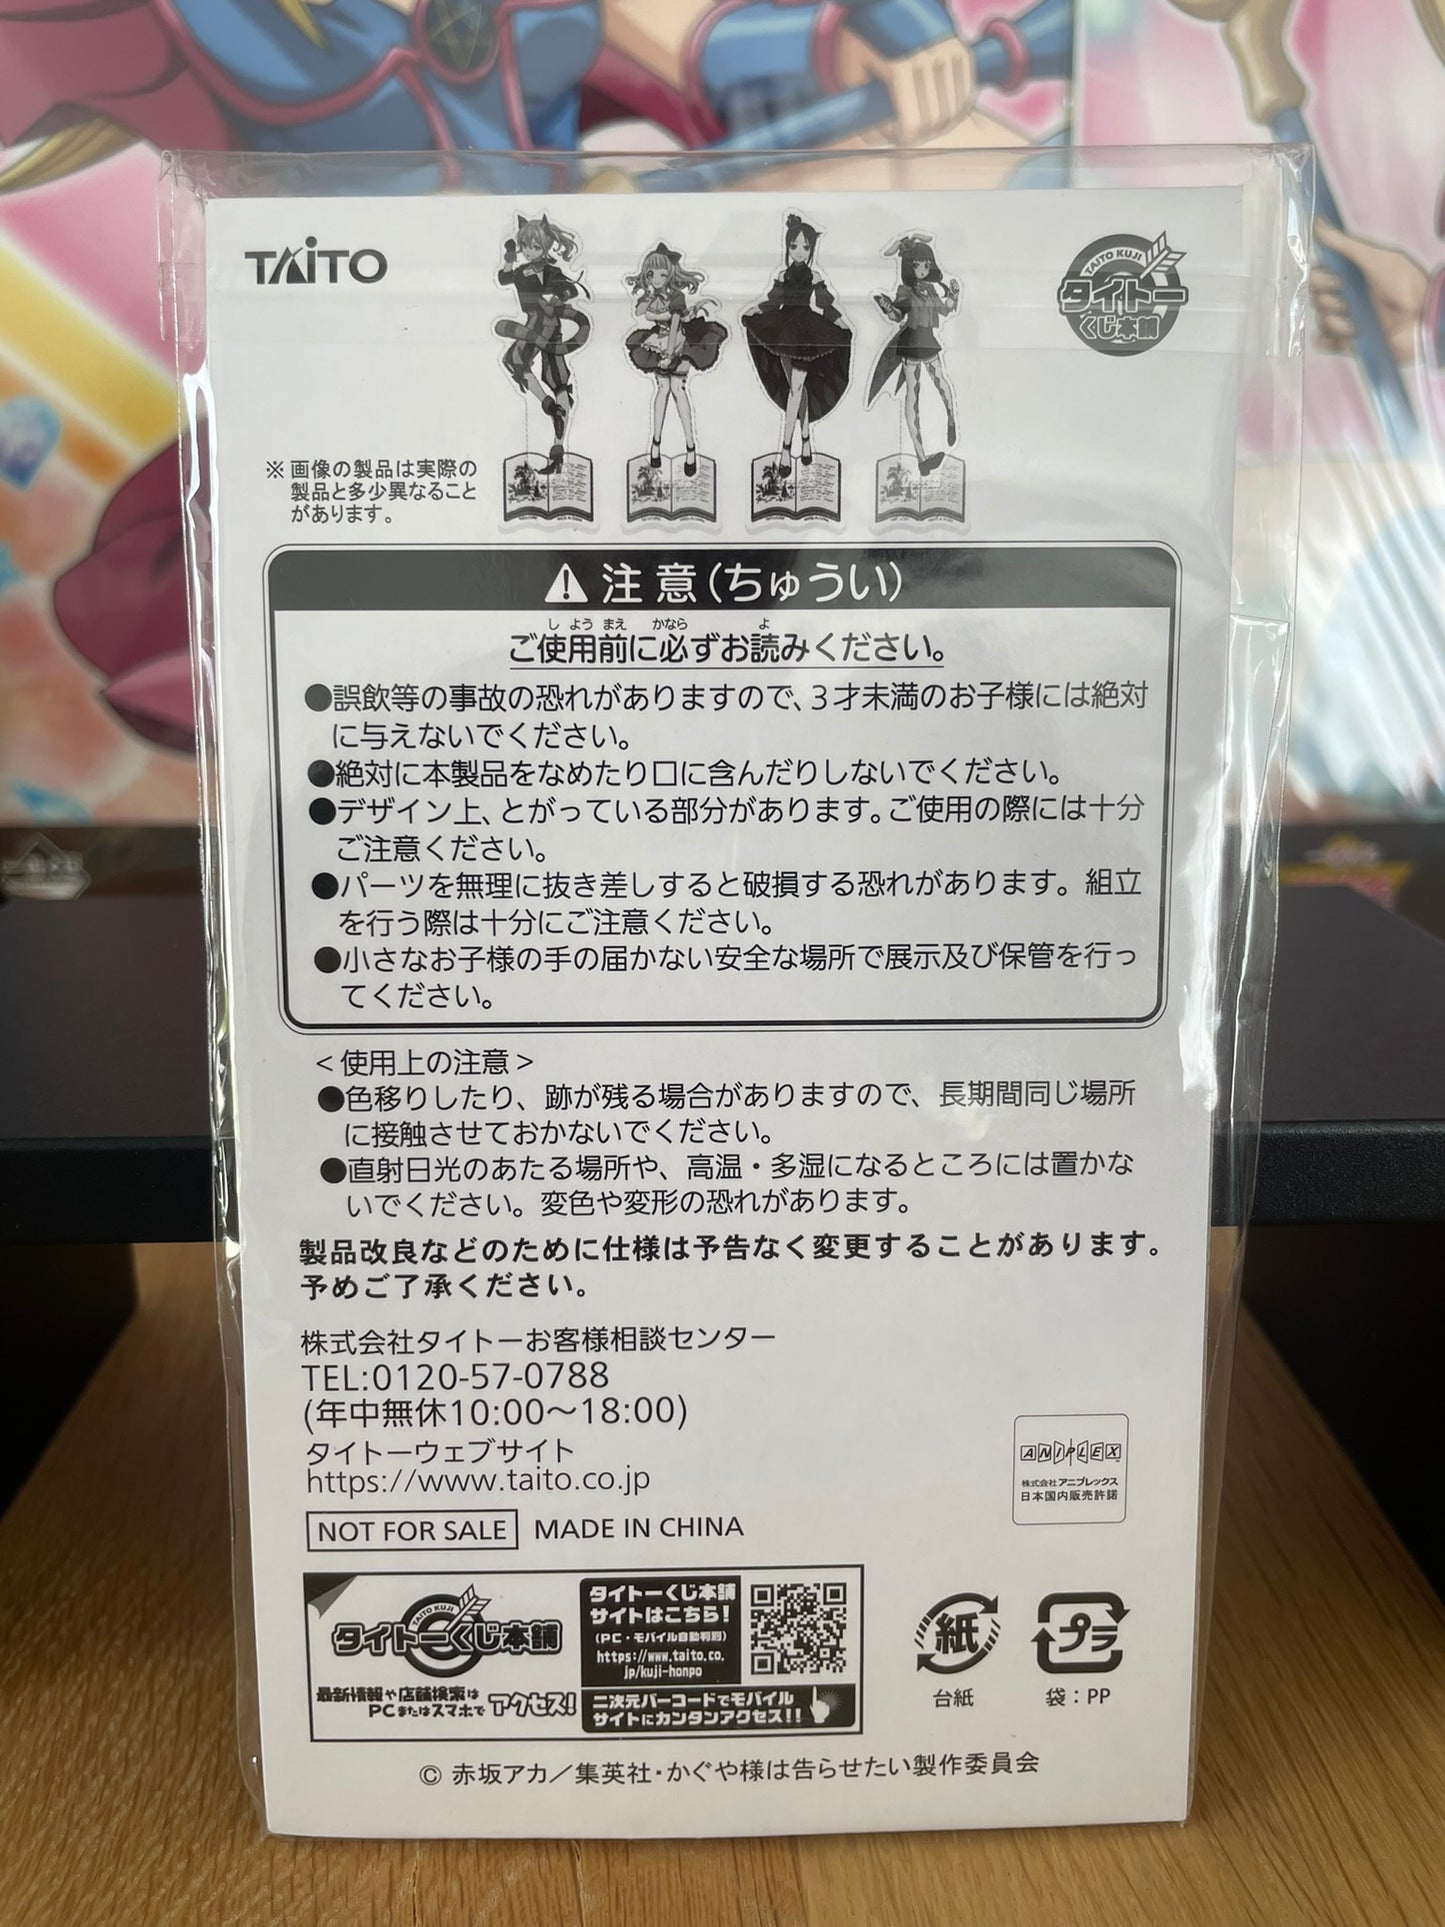 TAITO
TAITO KUJI
タイトー
くじ本舗
※画像の製品は実際の
製品と多少異なること
があります。
注意(ちゅうい)
し よう まえ かなら よ
ご使用前に必ずお読みください。
●誤飲等の事故の恐れがありますので、3才未満のお子様には絶対
に与えないでください。
●絶対に本製品をなめたり口に含んだりしないでください。
●デザイン上、とがっている部分があります。ご使用の際には十分
ご注意ください。
●パーツを無理に抜き差しすると破損する恐れがあります。組立
を行う際は十分にご注意ください。
●小さなお子様の手の届かない安全な場所で展示及び保管を行っ
てください。
<使用上の注意>
●色移りしたり、跡が残る場合がありますので、長期間同じ場所
に接触させておかないでください。
●直射日光のあたる場所や、高温・多湿になるところには置かな
いでください。変色や変形の恐れがあります。
製品改良などのために仕様は予告なく変更することがあります。
予めご了承ください。
株式会社タイトーお客様相談センター
TEL:0120-57-0788
(年中無休10:00～18:00)
タイトーウェブサイト
https://www.taito.co.jp
ANIPLEX
株式会社アニプレックス
日本国内販売許諾
NOT FOR SALE MADE IN CHINA
TAITO KUJI
タイトーくじ本舗
最新情報や店舗検索は
PCまたはスマホで アクセス!
タイトーくじ本舗
サイトはこちら!
(PC・モバイル自動判別)
https://www.taito.co.
jp/kuji-honpo
二次元バーコードでモバイル
サイトにカンタンアクセス!!
紙
台紙
プラ
袋:PP
© 赤坂アカ/集英社・かぐや様は告らせたい製作委員会